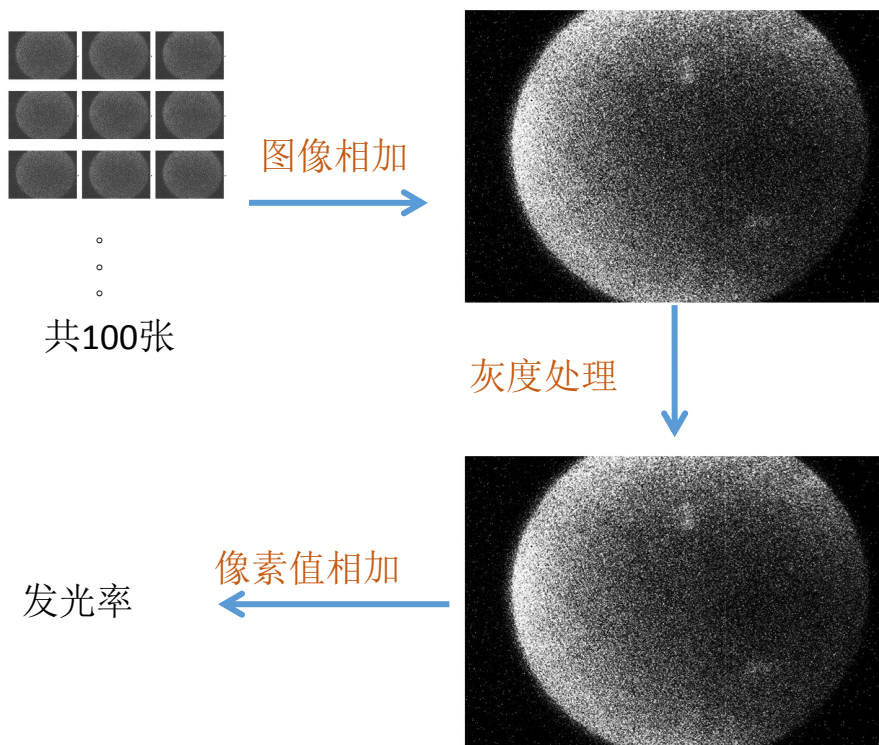 图像相加
。
。
。
共100张
灰度处理
像素值相加
发光率